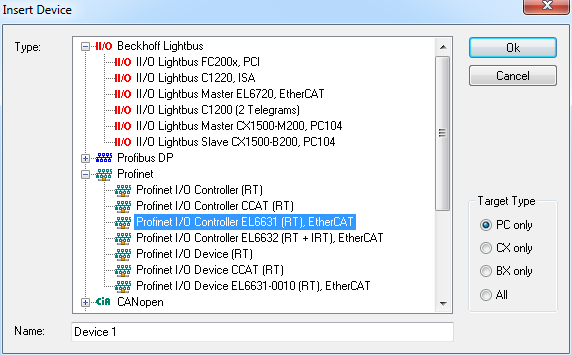 Insert Device
Type:
Beckhoff Lightbus
II/O Lightbus FC200x, PCI
II/O Lightbus C1220, ISA
II/O Lightbus Master EL6720, EtherCAT
II/O Lightbus C1200 (2 Telegrams)
II/O Lightbus Master CX1500-M200, PC104
II/O Lightbus Slave CX1500-B200, PC104
Profibus DP
Profinet
Profinet I/O Controller (RT)
Profinet I/O Controller CCAT (RT)
Profinet I/O Controller EL6631 (RT), EtherCAT
Profinet I/O Controller EL6632 (RT + IRT), EtherCAT
Profinet I/O Device (RT)
Profinet I/O Device CCAT (RT)
Profinet I/O Device EL6631-0010 (RT), EtherCAT
CANopen
Ok
Cancel
Target Type
PC only
CX only
BX only
All
Name:
Device 1